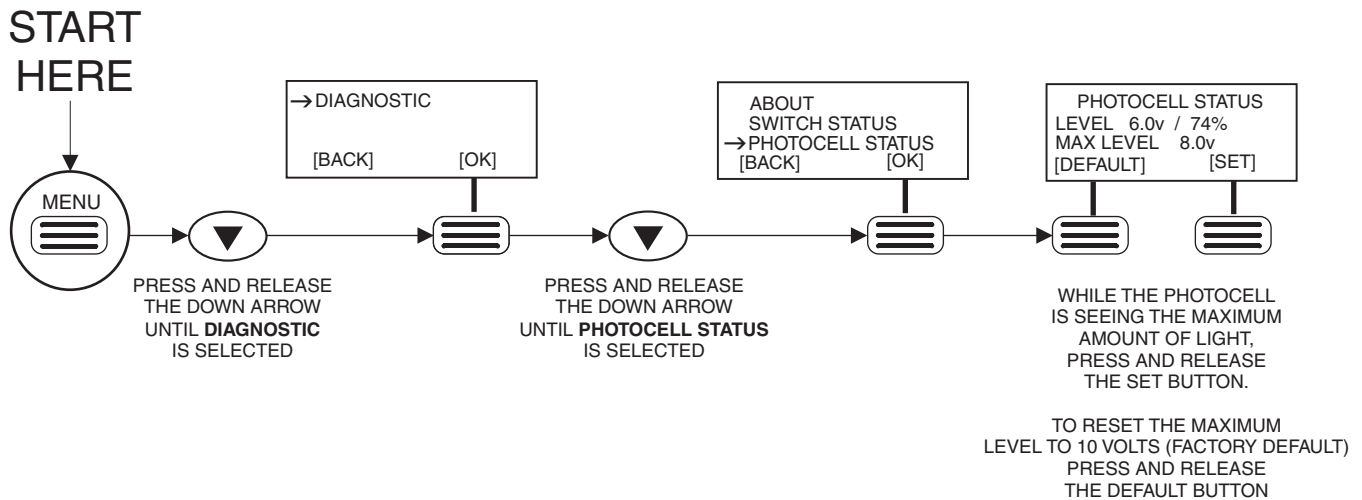 START
HERE
MENU
PRESS AND RELEASE
THE DOWN ARROW
UNTIL DIAGNOSTIC
IS SELECTED
→DIAGNOSTIC
[BACK] [OK]
PRESS AND RELEASE
THE DOWN ARROW
UNTIL PHOTOCELL STATUS
IS SELECTED
ABOUT
SWITCH STATUS
→PHOTOCELL STATUS
[BACK] [OK]
PHOTOCELL STATUS
LEVEL 6.0v / 74%
MAX LEVEL 8.0v
[DEFAULT] [SET]
WHILE THE PHOTOCELL
IS SEEING THE MAXIMUM
AMOUNT OF LIGHT,
PRESS AND RELEASE
THE SET BUTTON.
TO RESET THE MAXIMUM
LEVEL TO 10 VOLTS (FACTORY DEFAULT)
PRESS AND RELEASE
THE DEFAULT BUTTON